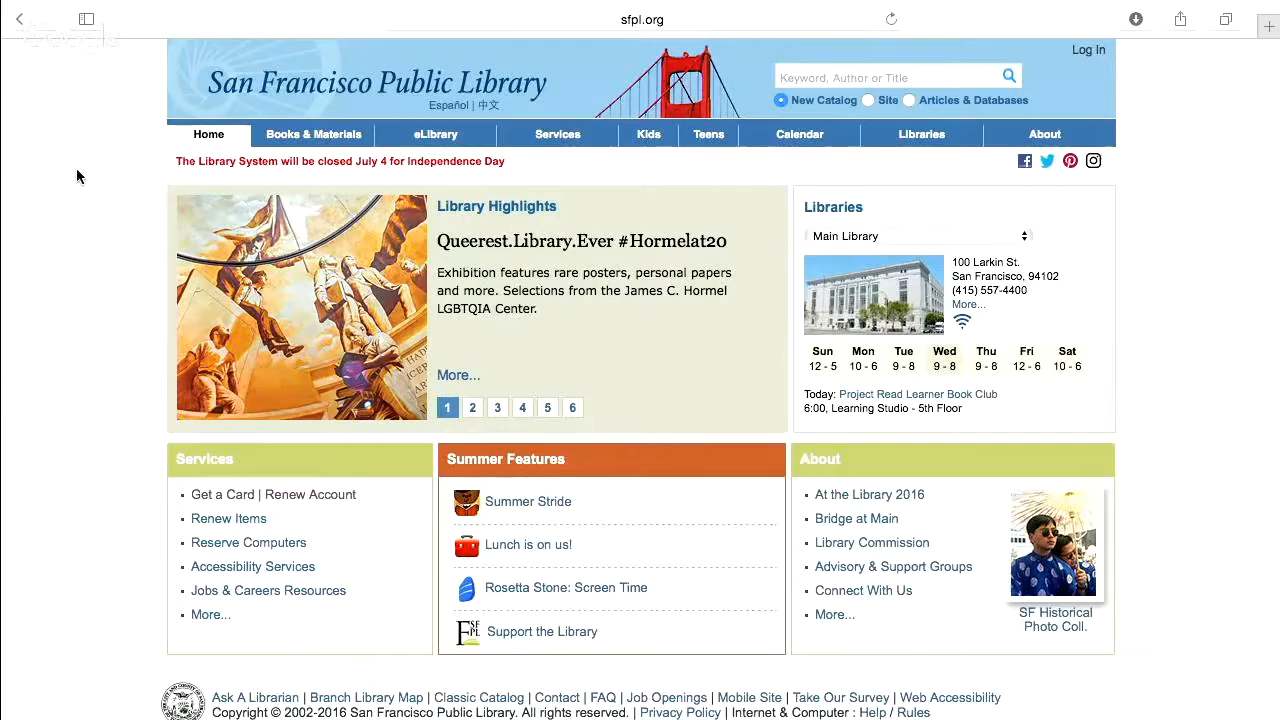 sfpl.org
Log In
San Francisco Public Library
Español | 中文
Keyword, Author or Title
New Catalog Site Articles & Databases
Home Books & Materials eLibrary Services Kids Teens Calendar Libraries About
The Library System will be closed July 4 for Independence Day
Library Highlights
Queerest.Library.Ever #Hormelat20
Exhibition features rare posters, personal papers
and more. Selections from the James C. Hormel
LGBTQIA Center.
More...
1 2 3 4 5 6
Libraries
Main Library
100 Larkin St.
San Francisco, 94102
(415) 557-4400
More...
Sun Mon Tue Wed Thu Fri Sat
12 - 5 10 - 6 9 - 8 9 - 8 9 - 8 12 - 6 10 - 6
Today: Project Read Learner Book Club
6:00, Learning Studio - 5th Floor
Services
Get a Card | Renew Account
Renew Items
Reserve Computers
Accessibility Services
Jobs & Careers Resources
More...
Summer Features
Summer Stride
Lunch is on us!
Rosetta Stone: Screen Time
SF
PL
Support the Library
About
At the Library 2016
Bridge at Main
Library Commission
Advisory & Support Groups
Connect With Us
More...
SF Historical
Photo Coll.
Ask A Librarian | Branch Library Map | Classic Catalog | Contact | FAQ | Job Openings | Mobile Site | Take Our Survey | Web Accessibility
Copyright © 2002-2016 San Francisco Public Library. All rights reserved. | Privacy Policy | Internet & Computer : Help / Rules